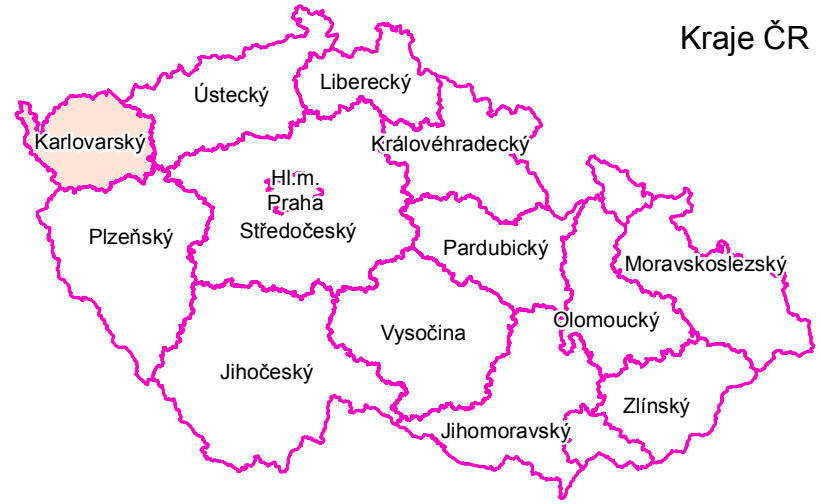 Kraje ČR
Liberecký
Ústecký
Karlovarský
Královéhradecký
Hl.m.
Praha
Středočeský
Plzeňský
Pardubický
Moravskoslezský
Olomoucký
Vysočina
Jihočeský
Zlínský
Jihomoravský